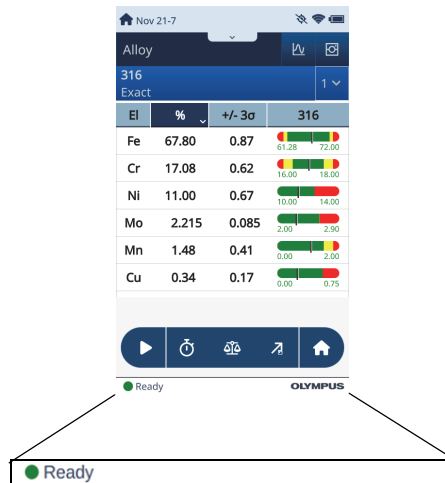 Nov 21-7
Alloy
316
Exact
1
El % +/- 3σ 316
Fe 67.80 0.87 61.28 72.00
Cr 17.08 0.62 16.00 18.00
Ni 11.00 0.67 10.00 14.00
Mo 2.215 0.085 2.00 2.90
Mn 1.48 0.41 0.00 2.00
Cu 0.34 0.17 0.00 0.75
Ready OLYMPUS
Ready